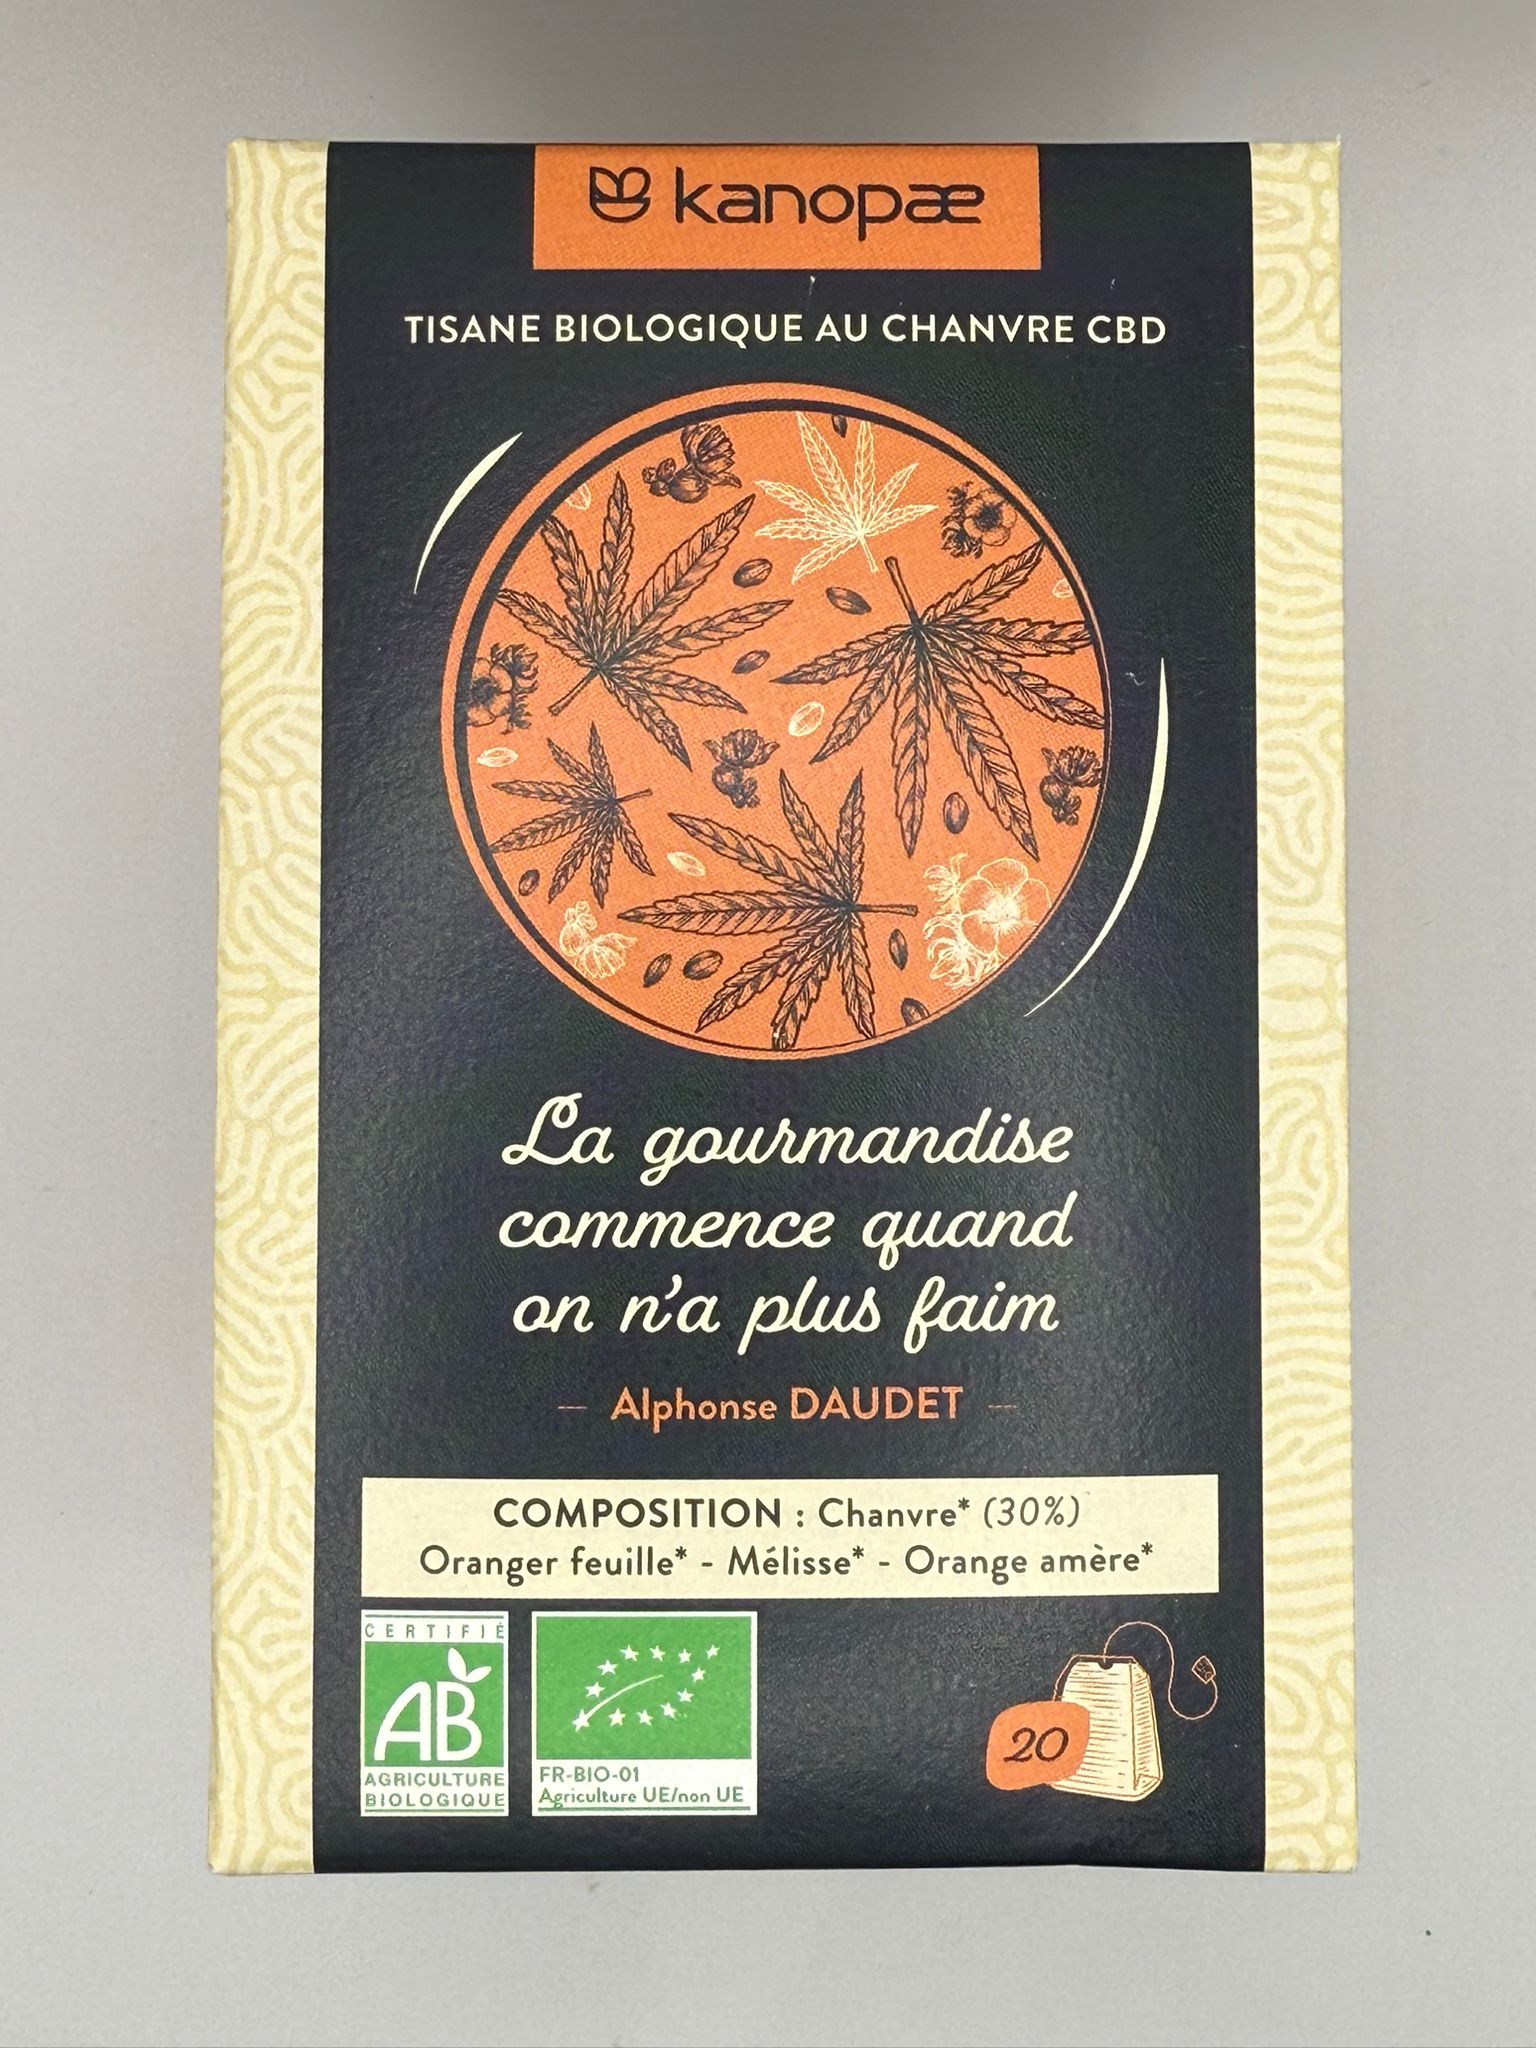 kanopæ
TISANE BIOLOGIQUE AU CHANVRE CBD
La gourmandise
commence quand
on n'a plus faim
— Alphonse DAUDET —
COMPOSITION : Chanvre* (30%)
Oranger feuille* - Mélisse* - Orange amère*
CERTIFIÉ
AB
AGRICULTURE
BIOLOGIQUE
FR-BIO-01
Agriculture UE/non UE
20